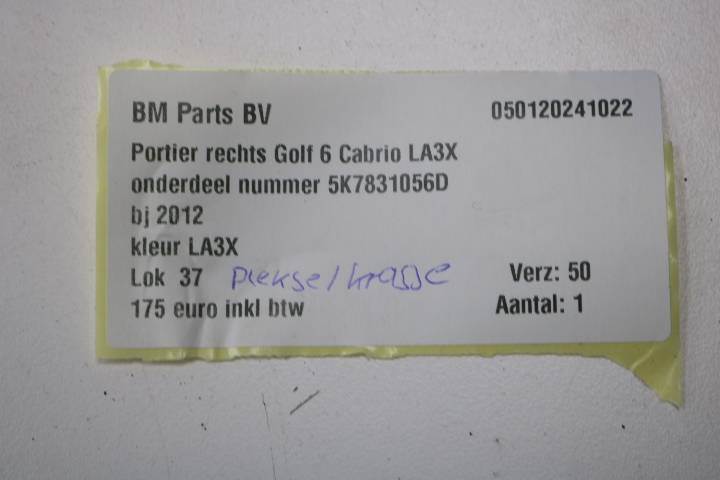 BM Parts BV 050120241022
Portier rechts Golf 6 Cabrio LA3X
onderdeel nummer 5K7831056D
bj 2012
kleur LA3X
Lok 37 Verz: 50
175 euro inkl btw Aantal: 1